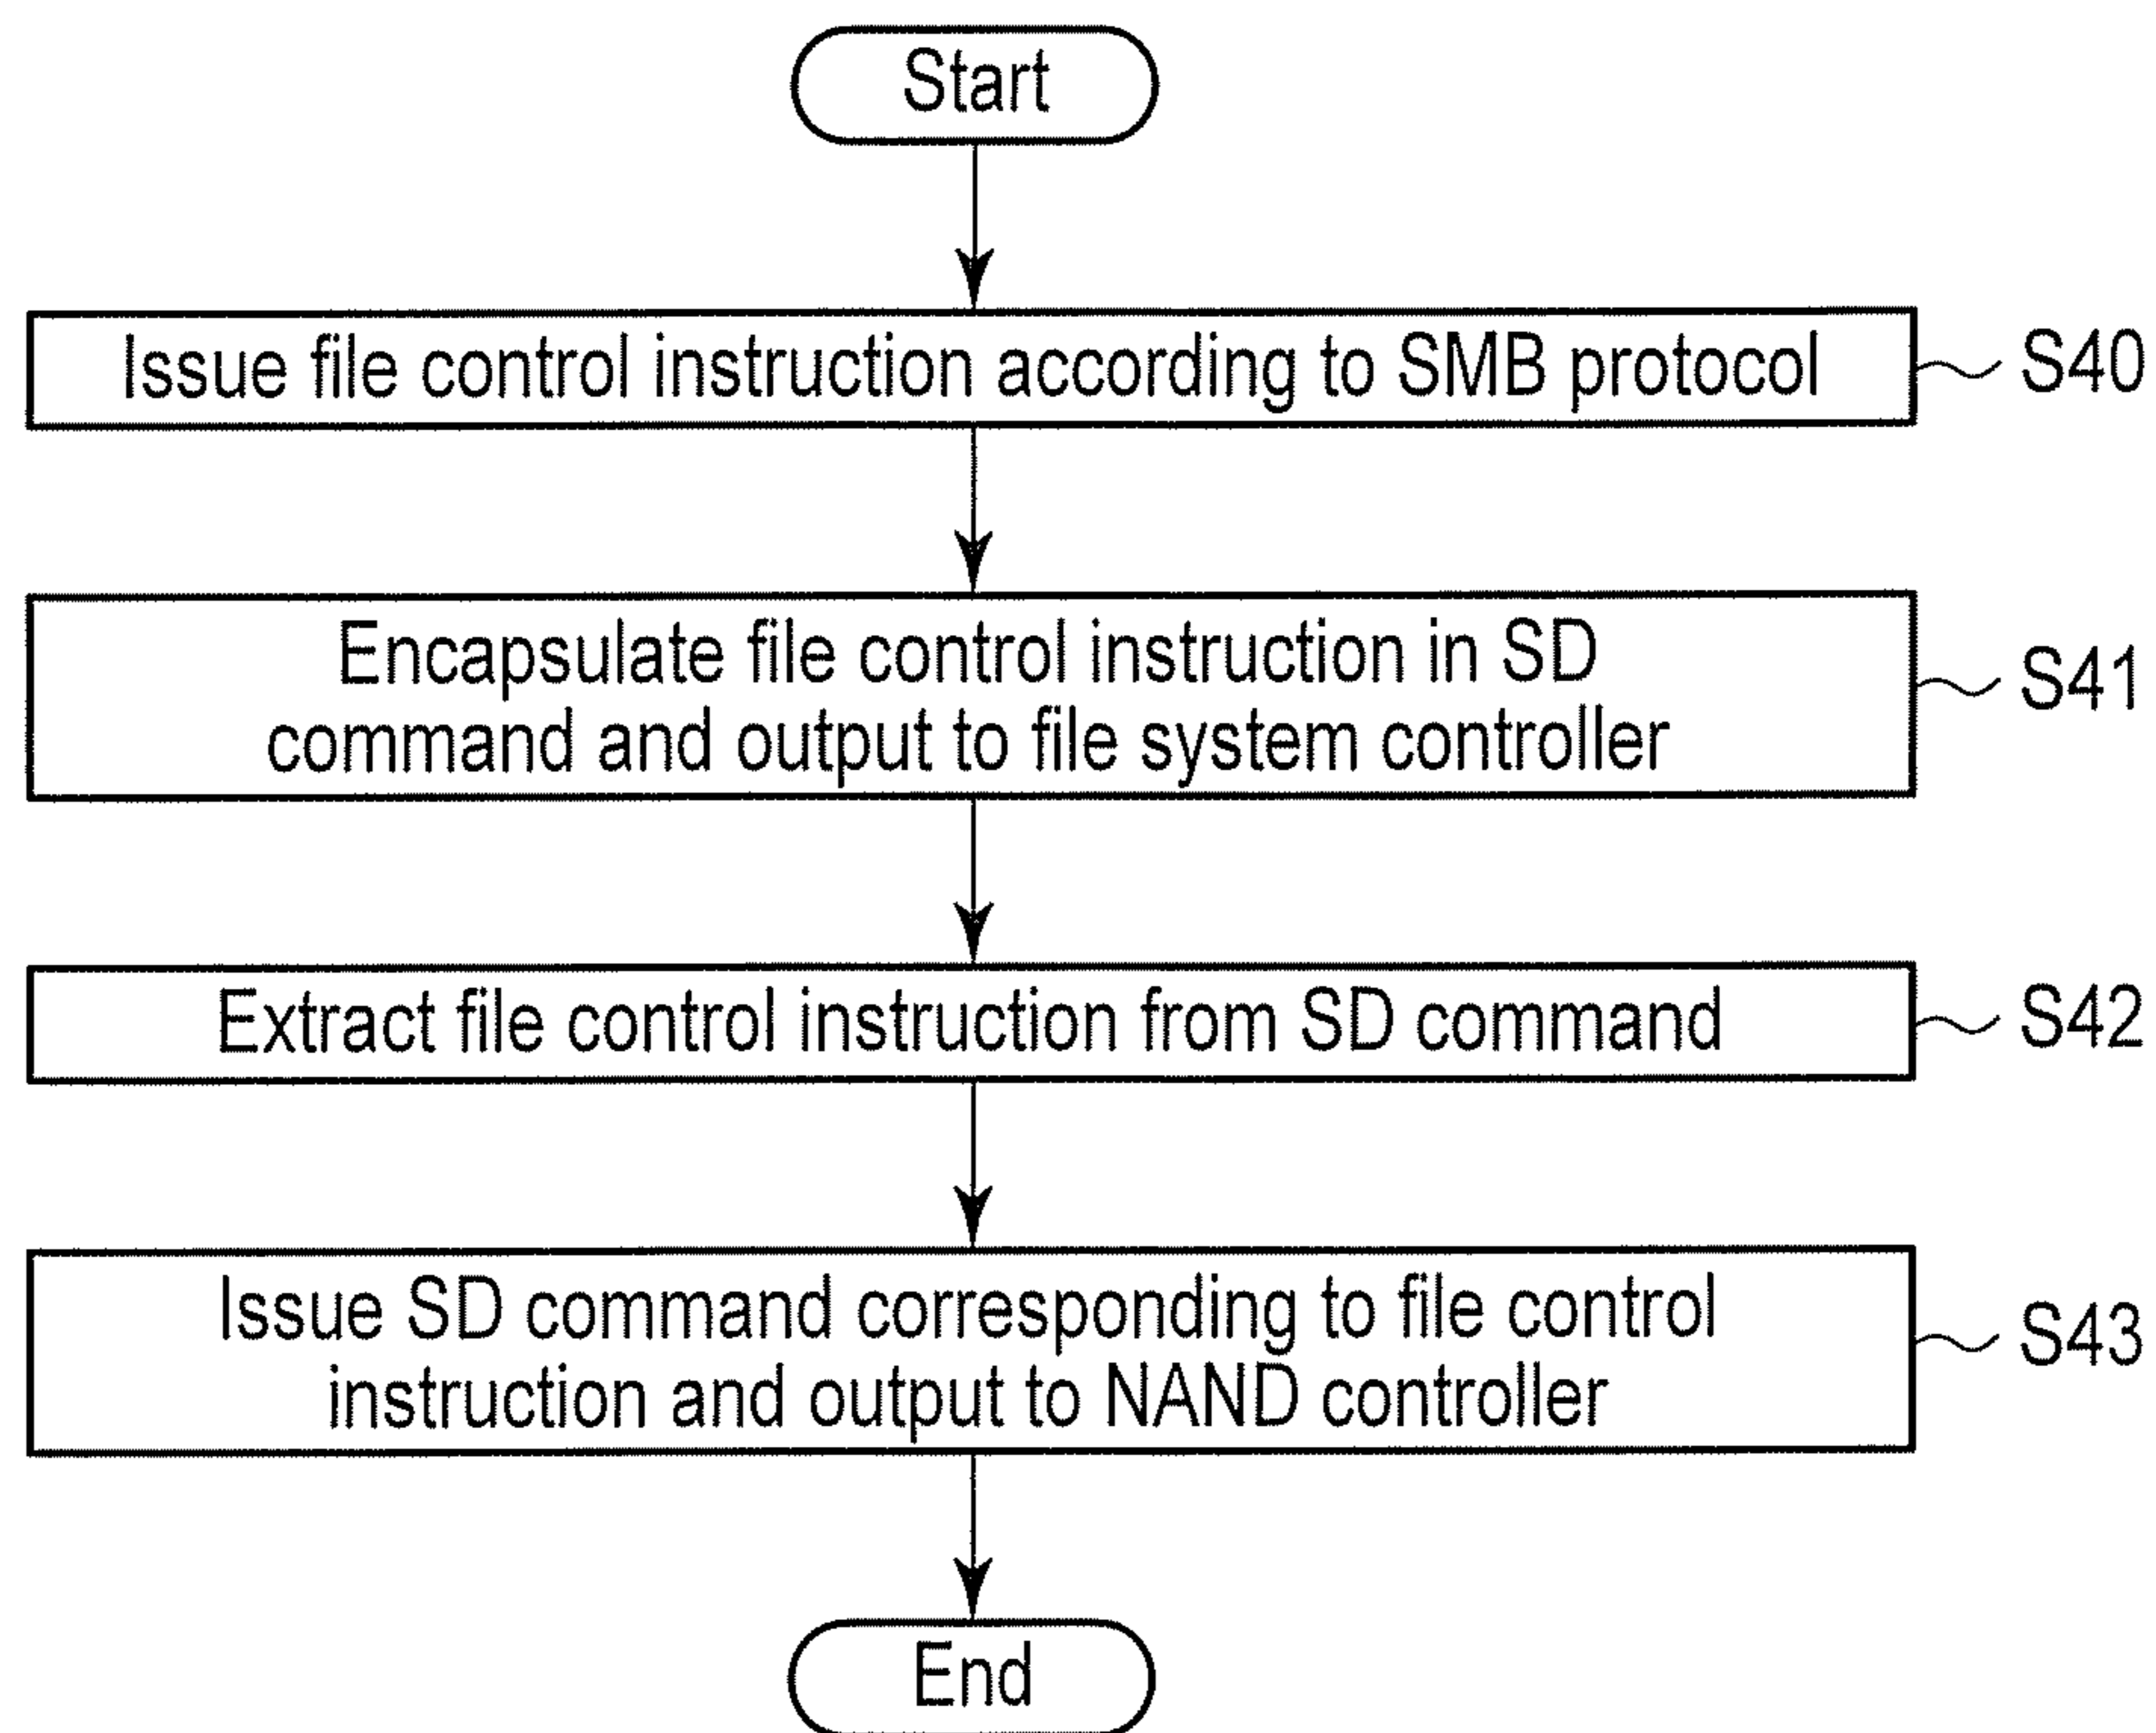 Start
Issue file control instruction according to SMB protocol
S40
Encapsulate file control instruction in SD
command and output to file system controller
S41
Extract file control instruction from SD command
S42
Issue SD command corresponding to file control
instruction and output to NAND controller
S43
End